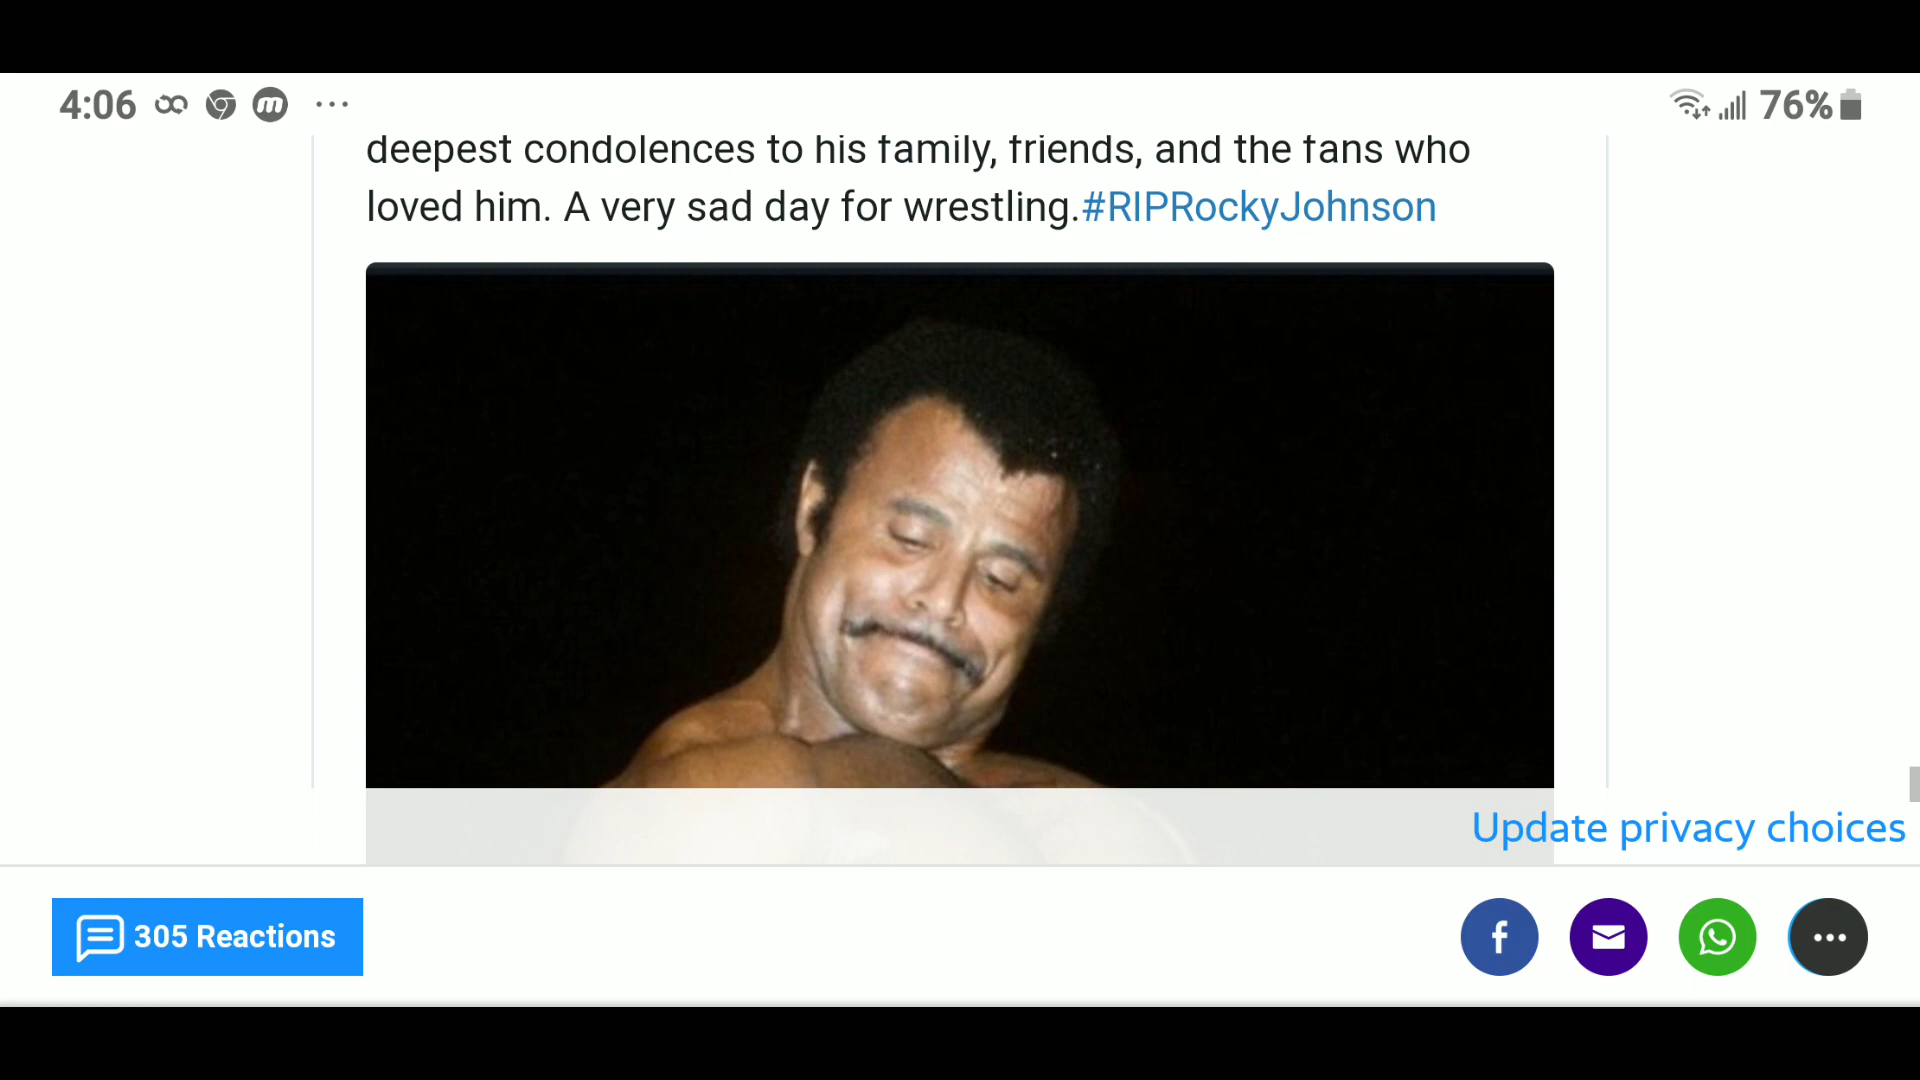 4:06
76%
deepest condolences to his family, friends, and the fans who
loved him. A very sad day for wrestling.#RIPRockyJohnson
Update privacy choices
305 Reactions